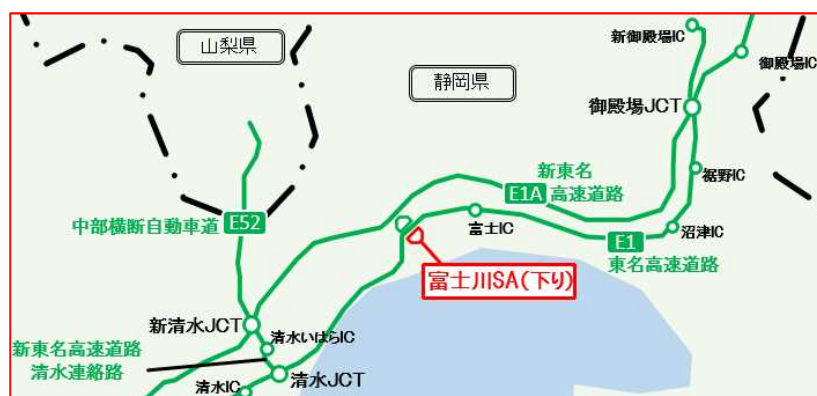 新御殿場IC
山梨県
御殿場IC
静岡県
御殿場JCT
新東名
高速道路
E1A
裾野IC
中部横断自動車道
E52
富士IC
沼津IC
E1
東名高速道路
富士川SA(下り)
新清水JCT
清水いはらIC
新東名高速道路
清水連絡路
清水JCT
清水IC